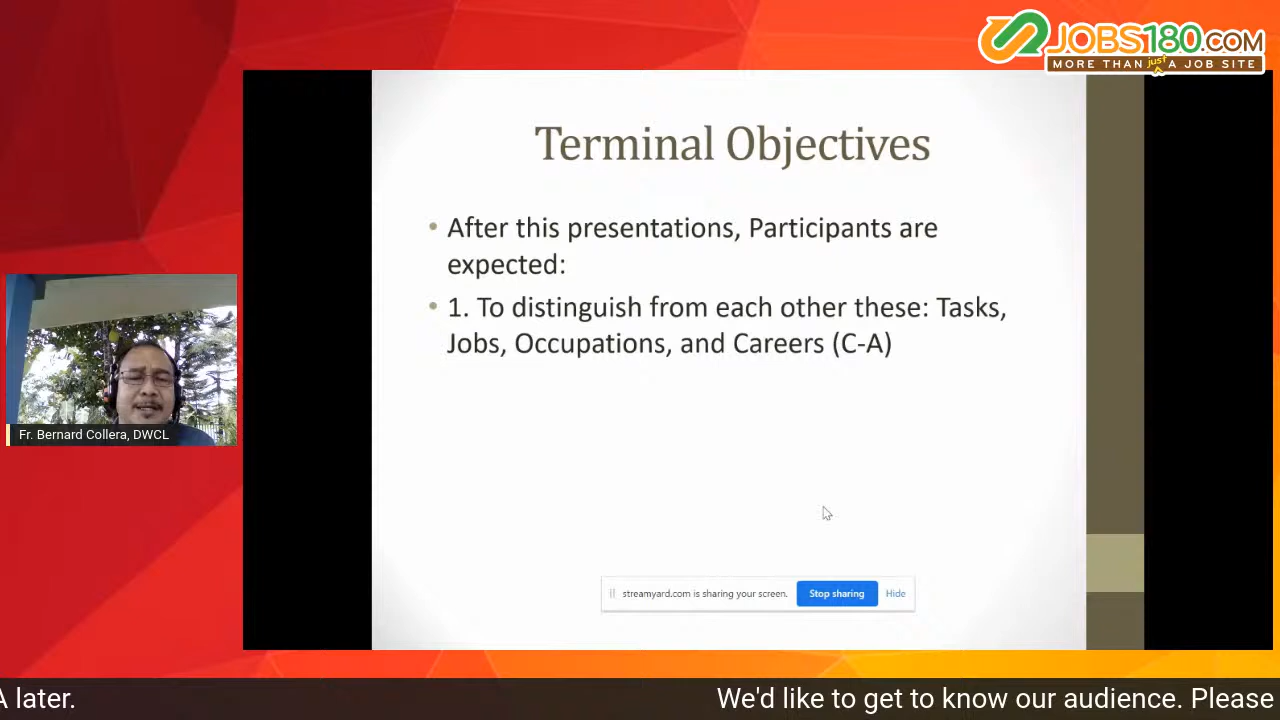 JOBS180.COM
MORE THAN just A JOB SITE
Terminal Objectives
• After this presentations, Participants are
expected:
• 1. To distinguish from each other these: Tasks,
Jobs, Occupations, and Careers (C-A)
Fr. Bernard Collera, DWCL
streamyard.com is sharing your screen. Stop sharing Hide
A later. We'd like to get to know our audience. Please